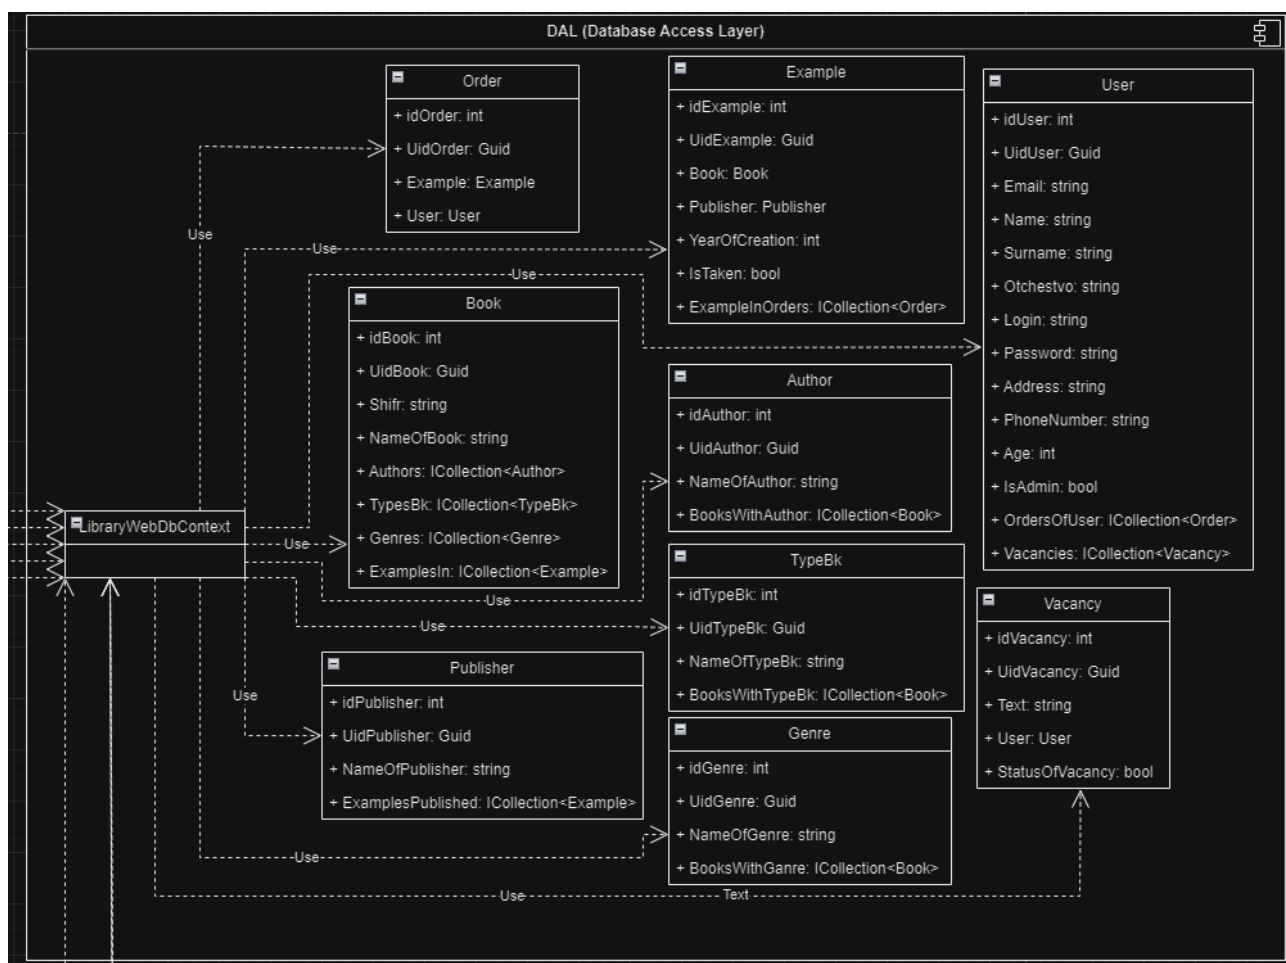 DAL (Database Access Layer)
Order
+ idOrder: int
+ UidOrder: Guid
+ Example: Example
+ User: User
Example
+ idExample: int
+ UidExample: Guid
+ Book: Book
+ Publisher: Publisher
+ YearOfCreation: int
+ IsTaken: bool
+ ExampleInOrders: ICollection<Order>
User
+ idUser: int
+ UidUser: Guid
+ Email: string
+ Name: string
+ Surname: string
+ Otchestvo: string
+ Login: string
+ Password: string
+ Address: string
+ PhoneNumber: string
+ Age: int
+ IsAdmin: bool
+ OrdersOfUser: ICollection<Order>
+ Vacancies: ICollection<Vacancy>
Use
Use
Use
Book
+ idBook: int
+ UidBook: Guid
+ Shifr: string
+ NameOfBook: string
+ Authors: ICollection<Author>
+ TypesBk: ICollection<TypeBk>
+ Genres: ICollection<Genre>
+ ExamplesIn: ICollection<Example>
Author
+ idAuthor: int
+ UidAuthor: Guid
+ NameOfAuthor: string
+ BooksWithAuthor: ICollection<Book>
LibraryWebDbContext
Use
Use
Use
TypeBk
+ idTypeBk: int
+ UidTypeBk: Guid
+ NameOfTypeBk: string
+ BooksWithTypeBk: ICollection<Book>
Vacancy
+ idVacancy: int
+ UidVacancy: Guid
+ Text: string
+ User: User
+ StatusOfVacancy: bool
Use
Publisher
+ idPublisher: int
+ UidPublisher: Guid
+ NameOfPublisher: string
+ ExamplesPublished: ICollection<Example>
Genre
+ idGenre: int
+ UidGenre: Guid
+ NameOfGenre: string
+ BooksWithGanre: ICollection<Book>
Use
Use
Text